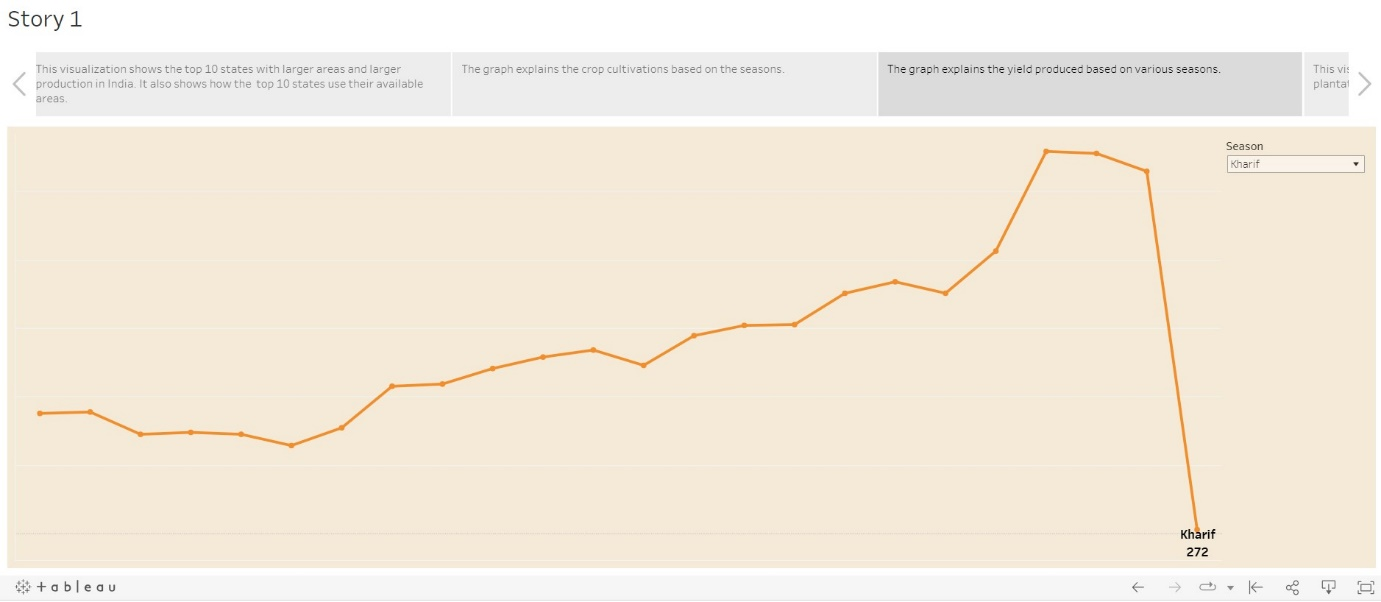 Story 1
This visualization shows the top 10 states with larger areas and larger
production in India. It also shows how the top 10 states use their available
areas.
The graph explains the crop cultivations based on the seasons.
The graph explains the yield produced based on various seasons.
This vis
plantat
Season
Kharif
Kharif
272
+ a b l e a u